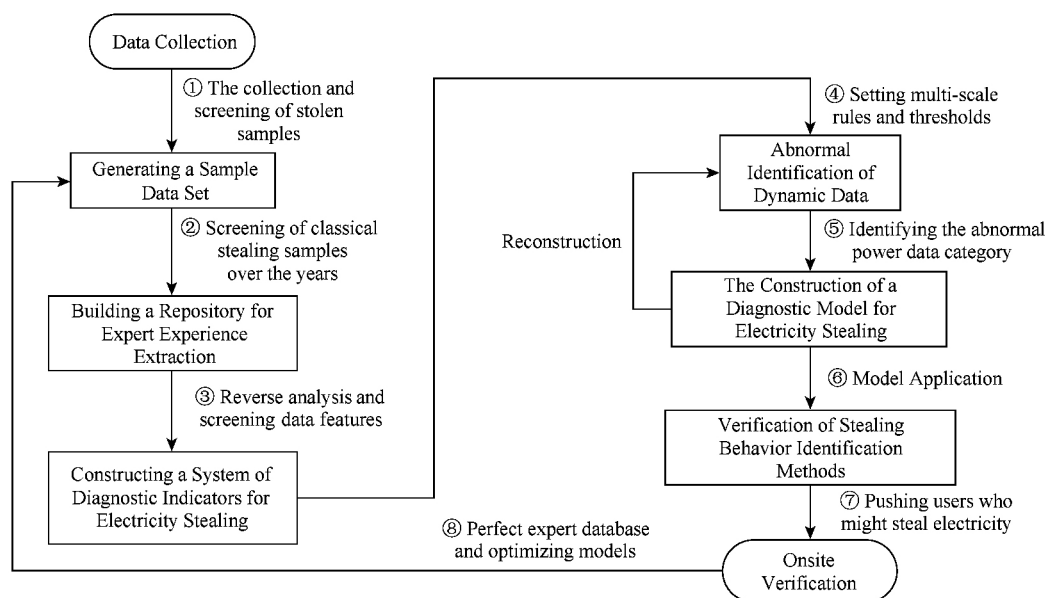 Data Collection
① The collection and
screening of stolen
samples
Generating a Sample
Data Set
② Screening of classical
stealing samples
over the years
Building a Repository for
Expert Experience
Extraction
③ Reverse analysis and
screening data features
Constructing a System of
Diagnostic Indicators for
Electricity Stealing
④ Setting multi-scale
rules and thresholds
Abnormal
Identification of
Dynamic Data
Reconstruction
⑤ Identifying the abnormal
power data category
The Construction of a
Diagnostic Model for
Electricity Stealing
⑥ Model Application
Verification of Stealing
Behavior Identification
Methods
⑦ Pushing users who
might steal electricity
⑧ Perfect expert database
and optimizing models
Onsite
Verification